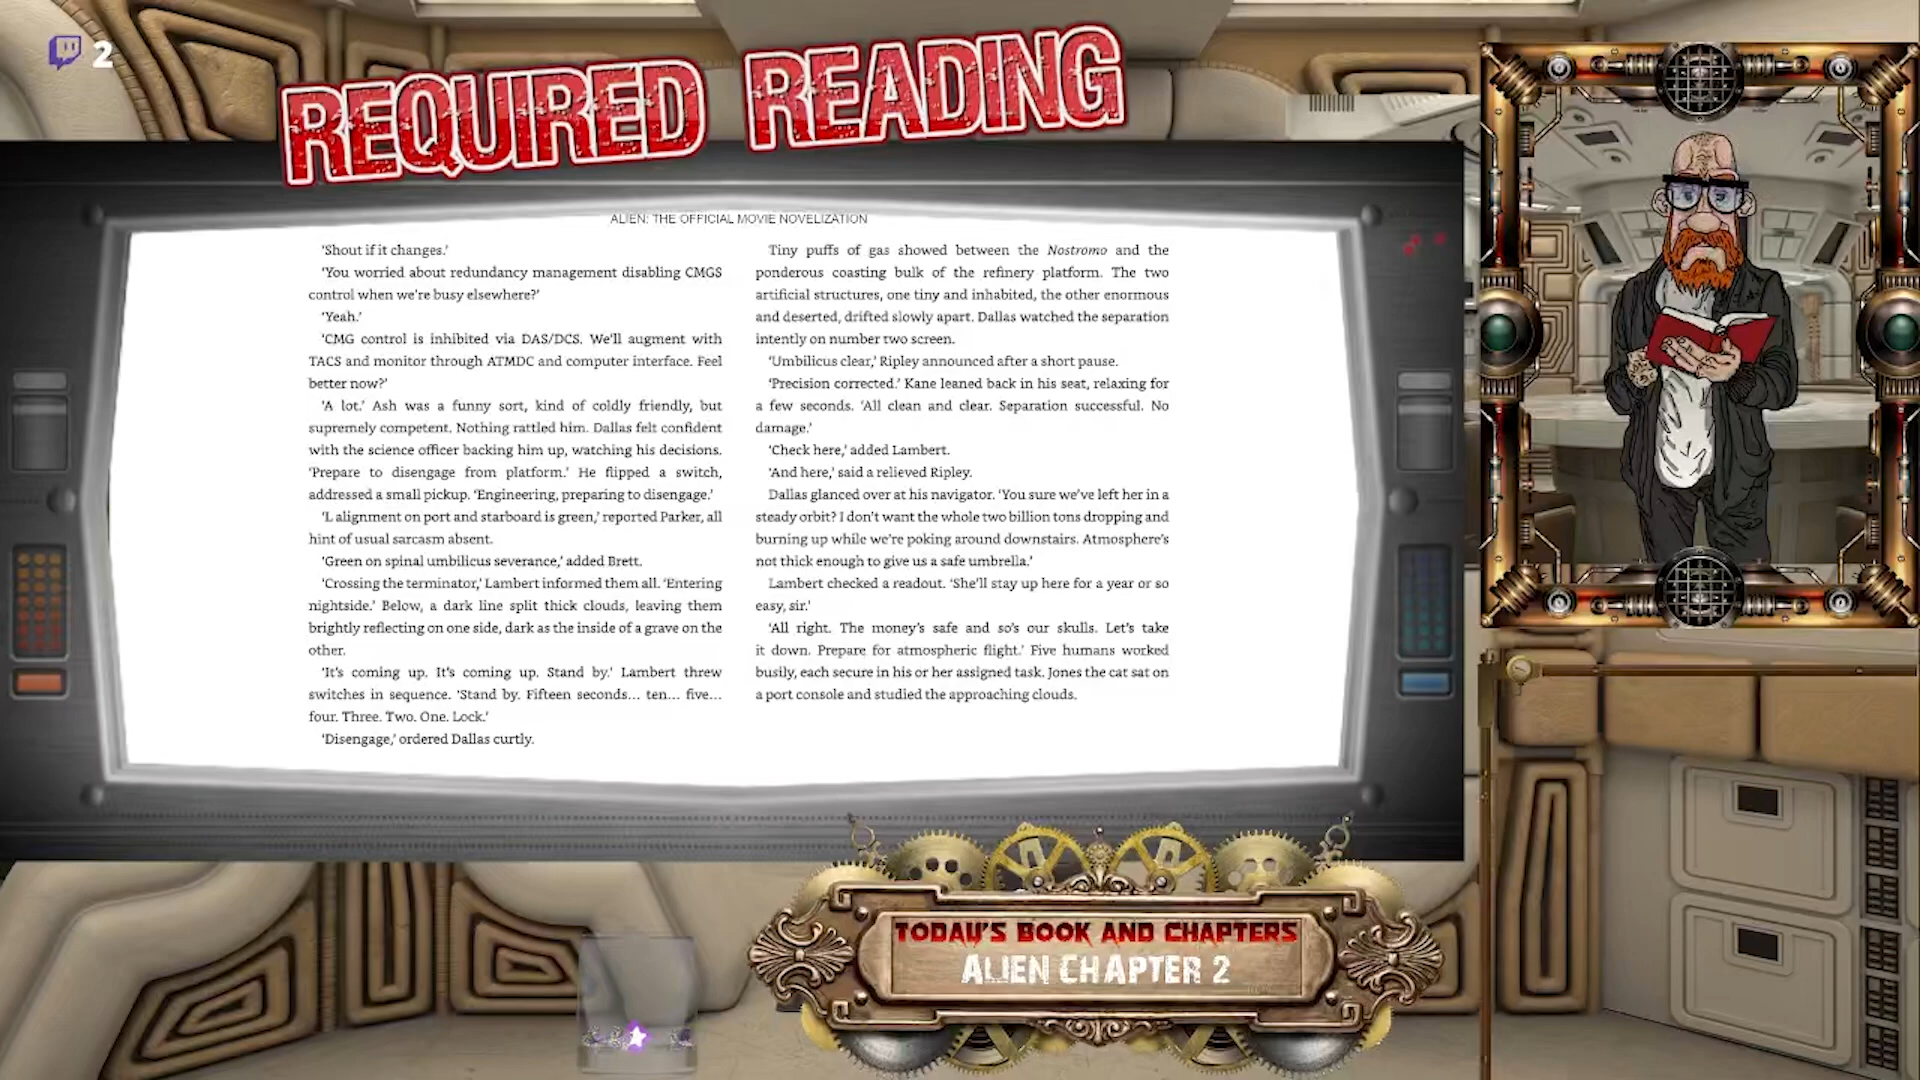 2
REQUIRED READING
ALIEN: THE OFFICIAL MOVIE NOVELIZATION
‘Shout if it changes.’
‘You worried about redundancy management disabling CMGS
control when we’re busy elsewhere?’
‘Yeah.’
‘CMG control is inhibited via DAS/DCS. We’ll augment with
TACS and monitor through ATMDC and computer interface. Feel
better now?’
‘A lot.’ Ash was a funny sort, kind of coldly friendly, but
supremely competent. Nothing rattled him. Dallas felt confident
with the science officer backing him up, watching his decisions.
‘Prepare to disengage from platform.’ He flipped a switch,
addressed a small pickup. ‘Engineering, preparing to disengage.’
‘L alignment on port and starboard is green,’ reported Parker, all
hint of usual sarcasm absent.
‘Green on spinal umbilicus severance,’ added Brett.
‘Crossing the terminator,’ Lambert informed them all. ‘Entering
nightside.’ Below, a dark line split thick clouds, leaving them
brightly reflecting on one side, dark as the inside of a grave on the
other.
‘It’s coming up. It’s coming up. Stand by.’ Lambert threw
switches in sequence. ‘Stand by. Fifteen seconds… ten… five…
four. Three. Two. One. Lock.’
‘Disengage,’ ordered Dallas curtly.
Tiny puffs of gas showed between the Nostromo and the
ponderous coasting bulk of the refinery platform. The two
artificial structures, one tiny and inhabited, the other enormous
and deserted, drifted slowly apart. Dallas watched the separation
intently on number two screen.
‘Umbilicus clear,’ Ripley announced after a short pause.
‘Precision corrected.’ Kane leaned back in his seat, relaxing for
a few seconds. ‘All clean and clear. Separation successful. No
damage.’
‘Check here,’ added Lambert.
‘And here,’ said a relieved Ripley.
Dallas glanced over at his navigator. ‘You sure we’ve left her in a
steady orbit? I don’t want the whole two billion tons dropping and
burning up while we’re poking around downstairs. Atmosphere’s
not thick enough to give us a safe umbrella.’
Lambert checked a readout. ‘She’ll stay up here for a year or so
easy, sir.’
‘All right. The money’s safe and so’s our skulls. Let’s take
it down. Prepare for atmospheric flight.’ Five humans worked
busily, each secure in his or her assigned task. Jones the cat sat on
a port console and studied the approaching clouds.
TODAY'S BOOK AND CHAPTERS
ALIEN CHAPTER 2